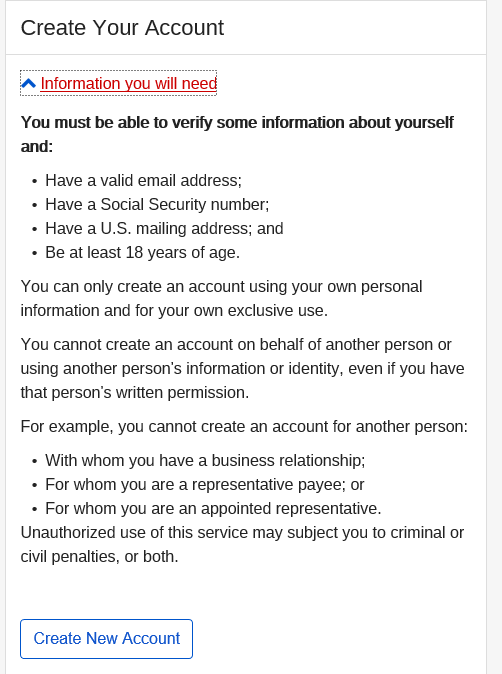 Create Your Account
Information you will need
You must be able to verify some information about yourself
and:
• Have a valid email address;
• Have a Social Security number;
• Have a U.S. mailing address; and
• Be at least 18 years of age.
You can only create an account using your own personal
information and for your own exclusive use.
You cannot create an account on behalf of another person or
using another person's information or identity, even if you have
that person's written permission.
For example, you cannot create an account for another person:
• With whom you have a business relationship;
• For whom you are a representative payee; or
• For whom you are an appointed representative.
Unauthorized use of this service may subject you to criminal or
civil penalties, or both.
Create New Account